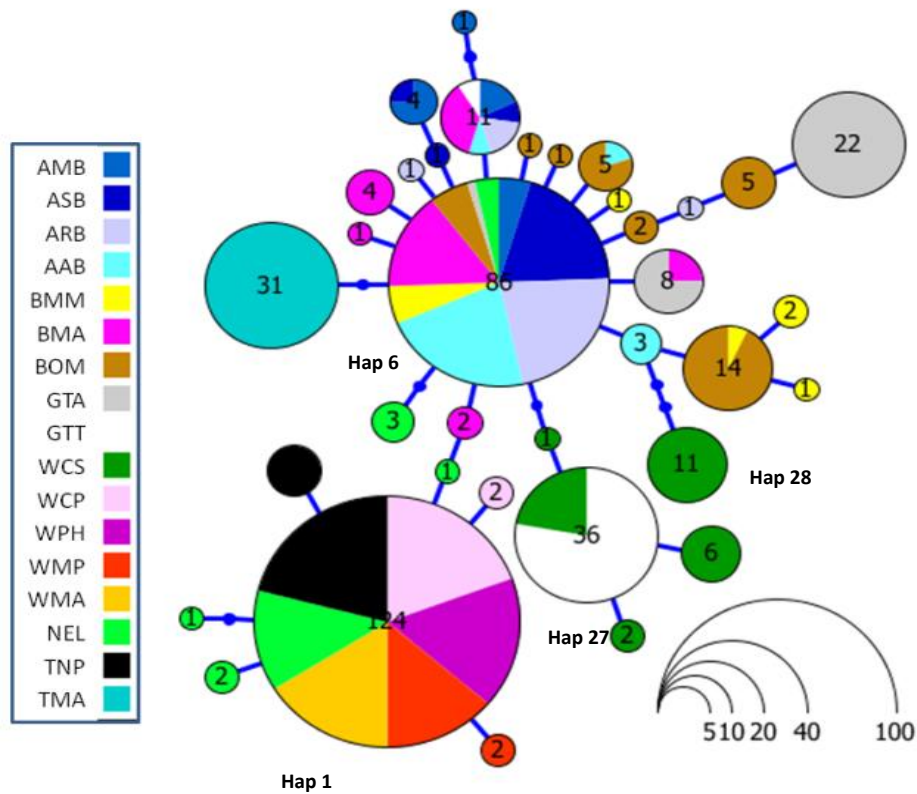 1
4
11
1
1
1
1
5
22
AMB
ASB
ARB
AAB
BMM
BMA
BOM
GTA
GTT
WCS
WCP
WPH
WMP
WMA
NEL
TNP
TMA
4
1
1
2
1
5
31
86
8
Hap 6
3
14
2
1
3
2
1
11
Hap 28
1
2
36
6
124
1
2
Hap 27
2
2
Hap 1
5 10 20 40 100